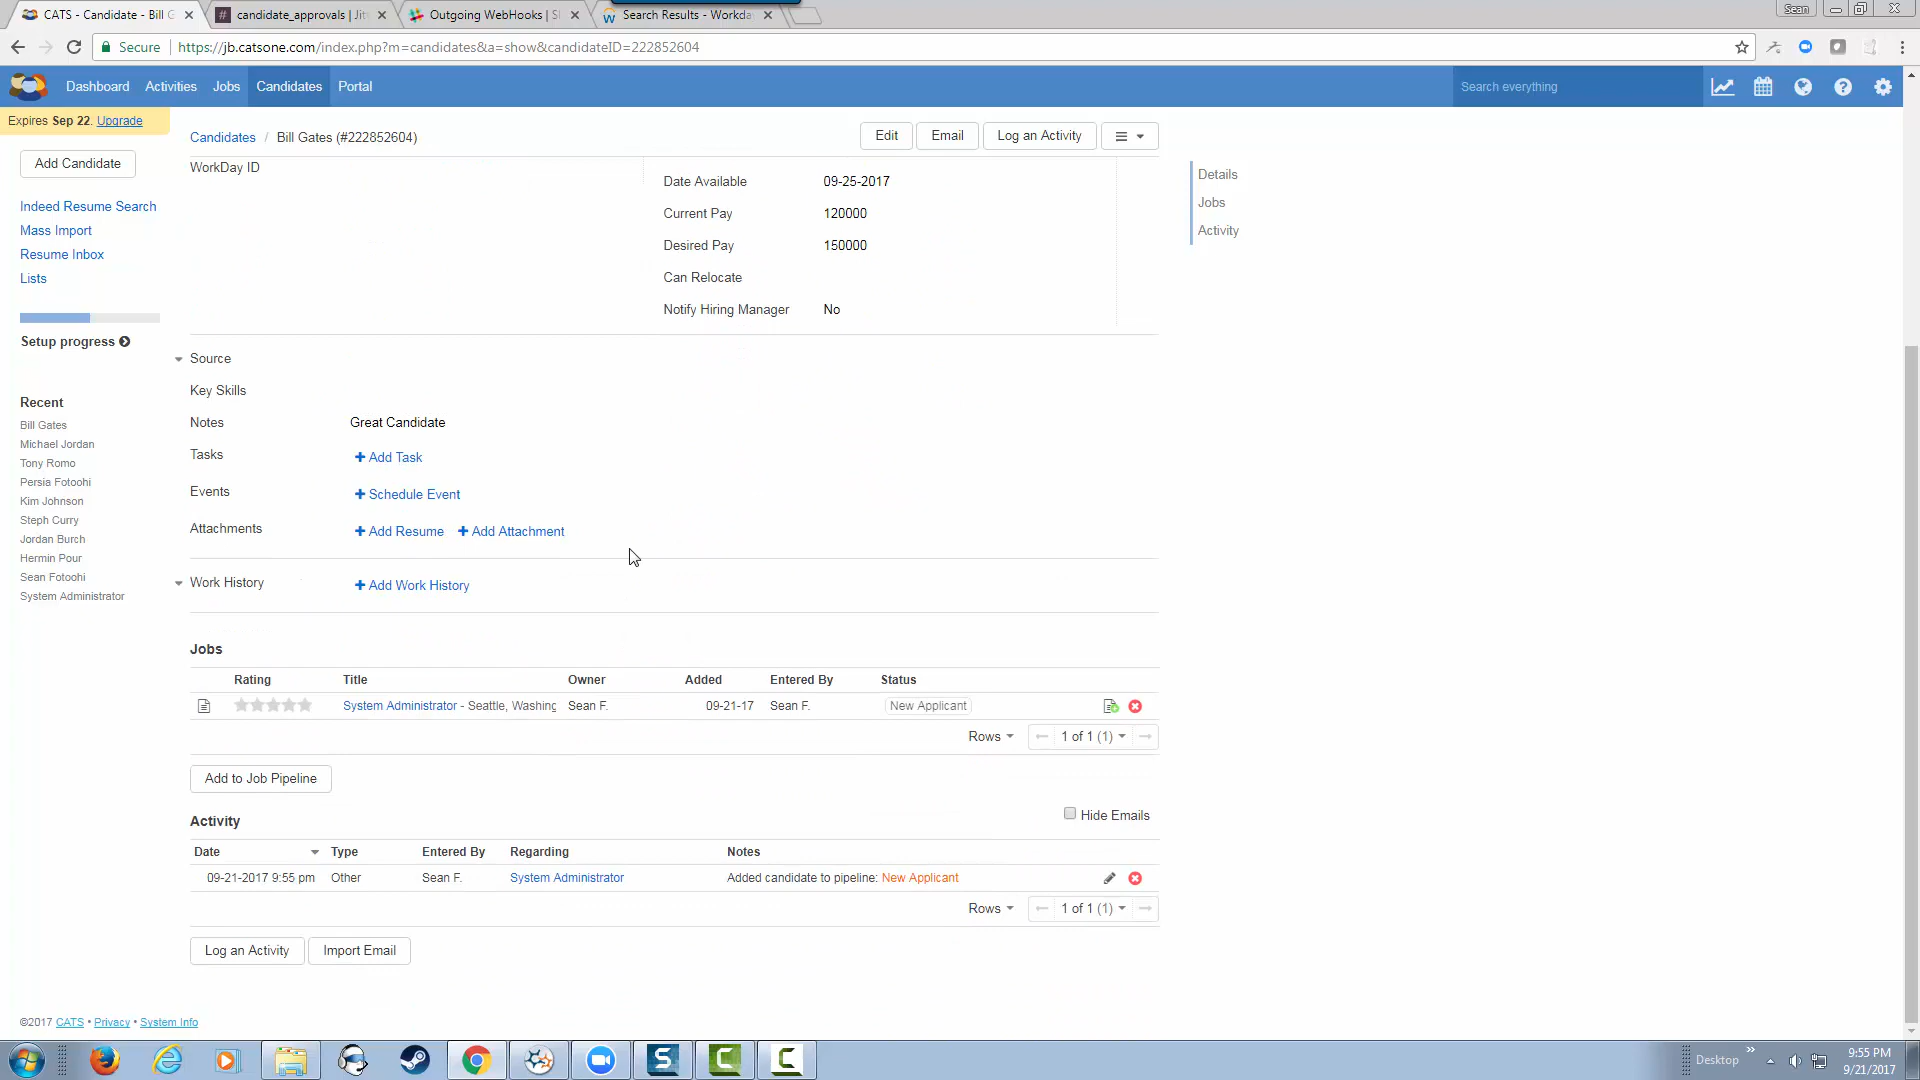 CATS - Candidate - Bill G
candidate_approvals | Jit
Outgoing WebHooks | Sl
Search Results - Workda
Sean
Secure
https://jb.catsone.com/index.php?m=candidates&a=show&candidateID=222852604
Dashboard
Activities
Jobs
Candidates
Portal
Search everything
Expires Sep 22. Upgrade
Candidates / Bill Gates (#222852604)
Edit
Email
Log an Activity
Add Candidate
Indeed Resume Search
Mass Import
Resume Inbox
Lists
Setup progress
Recent
Bill Gates
Michael Jordan
Tony Romo
Persia Fotoohi
Kim Johnson
Steph Curry
Jordan Burch
Hermin Pour
Sean Fotoohi
System Administrator
WorkDay ID
Date Available 09-25-2017
Current Pay 120000
Desired Pay 150000
Can Relocate
Notify Hiring Manager No
Details
Jobs
Activity
Source
Key Skills
Notes Great Candidate
Tasks Add Task
Events Schedule Event
Attachments Add Resume Add Attachment
Work History Add Work History
Jobs
Rating Title Owner Added Entered By Status
System Administrator - Seattle, Washing Sean F. 09-21-17 Sean F. New Applicant
Rows 1 of 1 (1)
Add to Job Pipeline
Activity
Hide Emails
Date Type Entered By Regarding Notes
09-21-2017 9:55 pm Other Sean F. System Administrator Added candidate to pipeline: New Applicant
Rows 1 of 1 (1)
Log an Activity Import Email
©2017 CATS • Privacy • System Info
Desktop
9:55 PM
9/21/2017